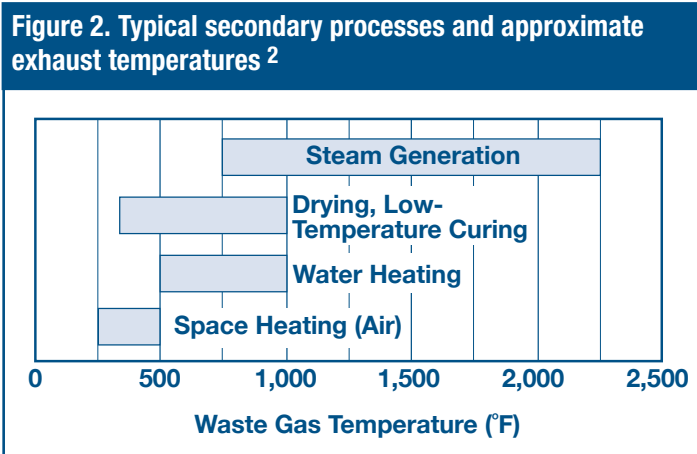 Figure 2. Typical secondary processes and approximate
exhaust temperatures 2
Steam Generation
Drying, Low-
Temperature Curing
Water Heating
Space Heating (Air)
0 500 1,000 1,500 2,000 2,500
Waste Gas Temperature (°F)